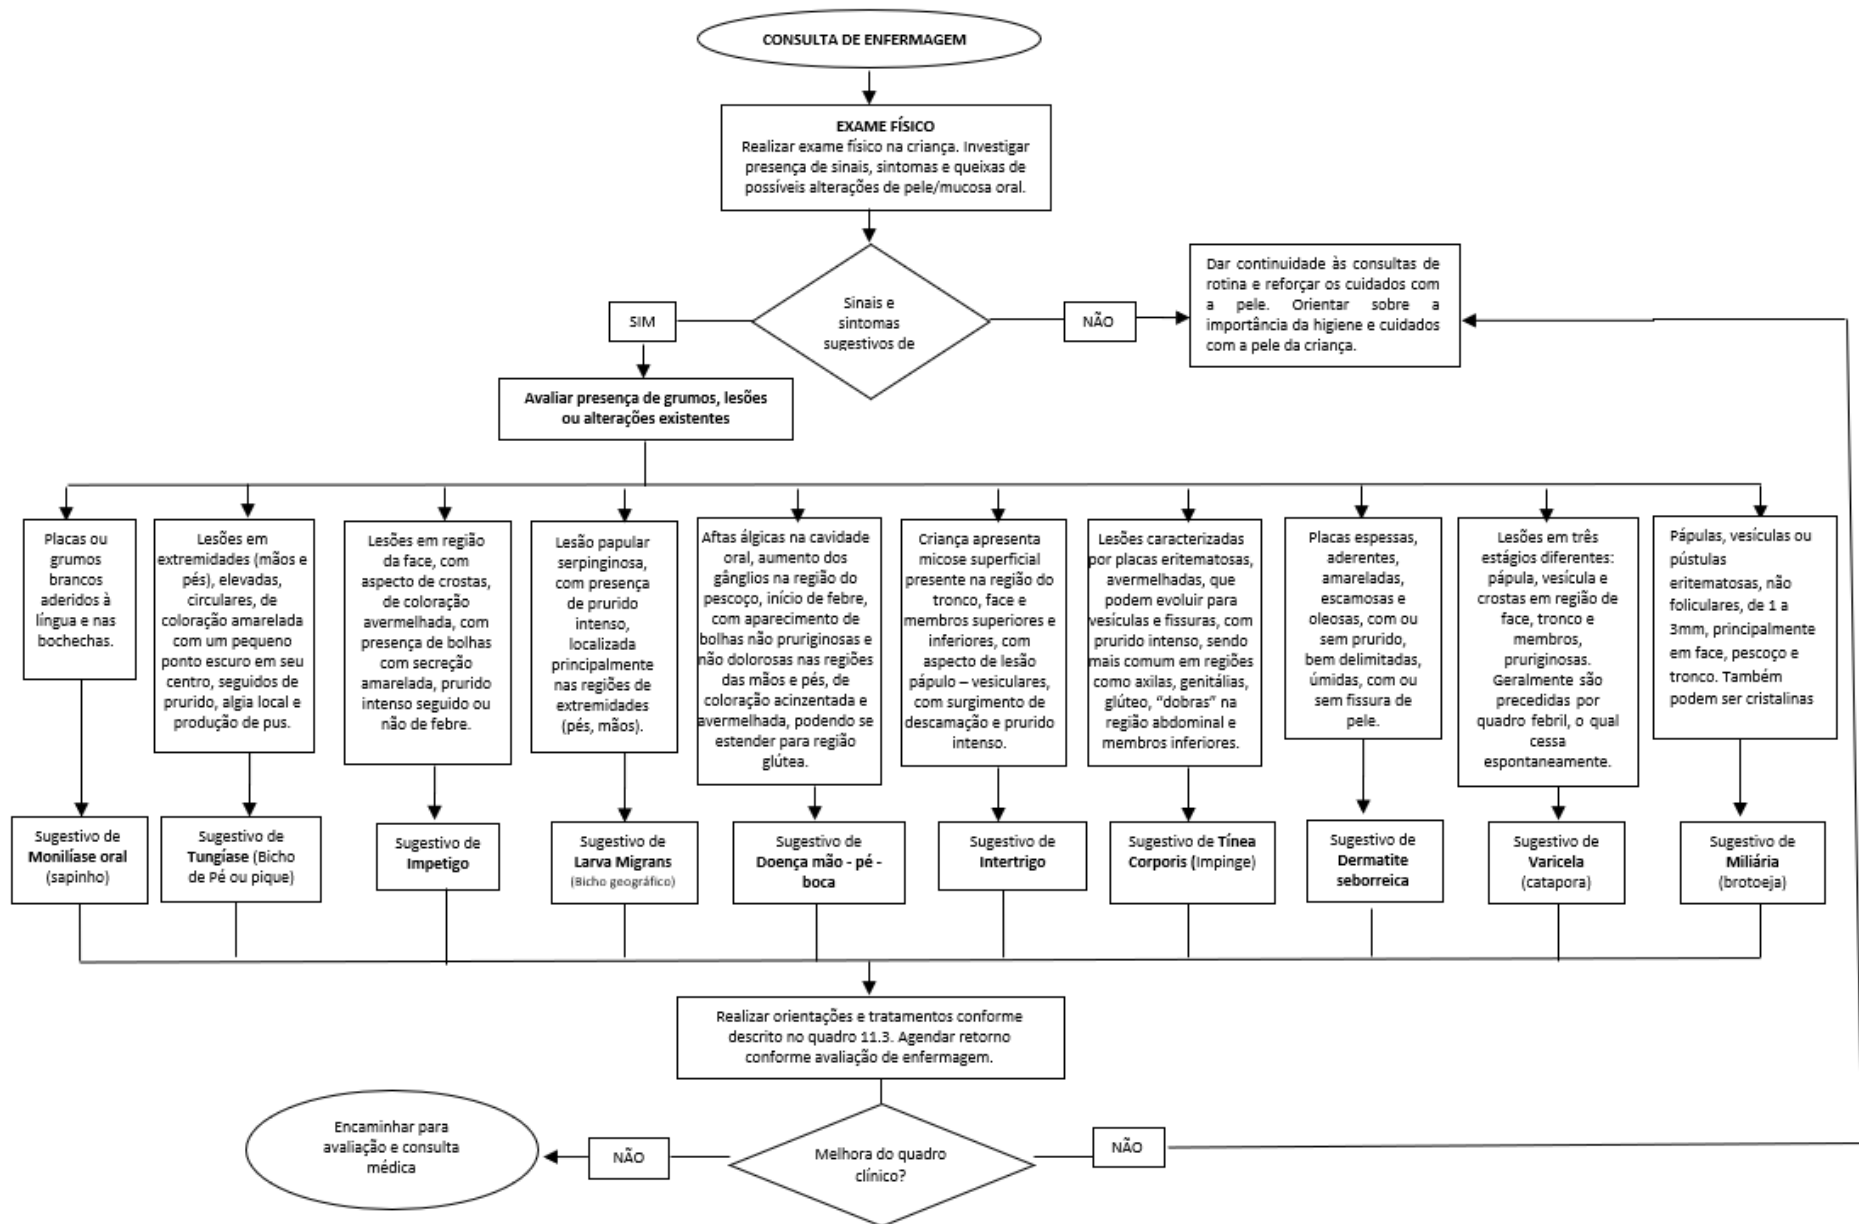 CONSULTA DE ENFERMAGEM
EXAME FÍSICO
Realizar exame físico na criança. Investigar
presença de sinais, sintomas e queixas de
possíveis alterações de pele/mucosa oral.
Sinais e
sintomas
sugestivos de
SIM
NÃO
Dar continuidade às consultas de
rotina e reforçar os cuidados com
a pele. Orientar sobre a
importância da higiene e cuidados
com a pele da criança.
Avaliar presença de grumos, lesões
ou alterações existentes
Placas ou
grumos
brancos
aderidos à
língua e nas
bochechas.
Lesões em
extremidades (mãos e
pés), elevadas,
circulares, de
coloração amarelada
com um pequeno
ponto escuro em seu
centro, seguidos de
prurido, algia local e
produção de pus.
Lesões em região
da face, com
aspecto de crostas,
de coloração
avermelhada, com
presença de bolhas
com secreção
amarelada, prurido
intenso seguido ou
não de febre.
Lesão papular
serpinginosa,
com presença
de prurido
intenso,
localizada
principalmente
nas regiões de
extremidades
(pés, mãos).
Aftas álgicas na cavidade
oral, aumento dos
gânglios na região do
pescoço, início de febre,
com aparecimento de
bolhas não pruriginosas e
não dolorosas nas regiões
das mãos e pés, de
coloração acinzentada e
avermelhada, podendo se
estender para região
glútea.
Criança apresenta
micose superficial
presente na região do
tronco, face e
membros superiores e
inferiores, com
aspecto de lesão
pápulo – vesiculares,
com surgimento de
descamação e prurido
intenso.
Lesões caracterizadas
por placas eritematosas,
avermelhadas, que
podem evoluir para
vesículas e fissuras, com
prurido intenso, sendo
mais comum em regiões
como axilas, genitálias,
glúteo, “dobras” na
região abdominal e
membros inferiores.
Placas espessas,
aderentes,
amareladas,
escamosas e
oleosas, com ou
sem prurido,
bem delimitadas,
úmidas, com ou
sem fissura de
pele.
Lesões em três
estágios diferentes:
pápula, vesícula e
crostas em região de
face, tronco e
membros,
pruriginosas.
Geralmente são
precedidas por
quadro febril, o qual
cessa
espontaneamente.
Pápulas, vesículas ou
pústulas
eritematosas, não
foliculares, de 1 a
3mm, principalmente
em face, pescoço e
tronco. Também
podem ser cristalinas
Sugestivo de
Monilíase oral
(sapinho)
Sugestivo de
Tungíase (Bicho
de Pé ou pique)
Sugestivo de
Impetigo
Sugestivo de
Larva Migrans
(Bicho geográfico)
Sugestivo de
Doença mão - pé -
boca
Sugestivo de
Intertrigo
Sugestivo de Tínea
Corporis (Impinge)
Sugestivo de
Dermatite
seborreica
Sugestivo de
Varicela
(catapora)
Sugestivo de
Miliária
(brotoeja)
Realizar orientações e tratamentos conforme
descrito no quadro 11.3. Agendar retorno
conforme avaliação de enfermagem.
Encaminhar para
avaliação e consulta
médica
NÃO
Melhora do quadro
clínico?
NÃO